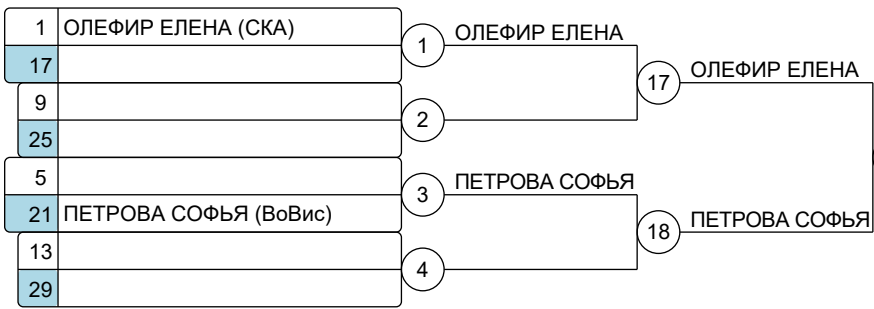 1 ОЛЕФИР ЕЛЕНА (СКА)
17
1 ОЛЕФИР ЕЛЕНА
9
25
2
17 ОЛЕФИР ЕЛЕНА
5
21 ПЕТРОВА СОФЬЯ (ВоВис)
3 ПЕТРОВА СОФЬЯ
13
29
4
18 ПЕТРОВА СОФЬЯ